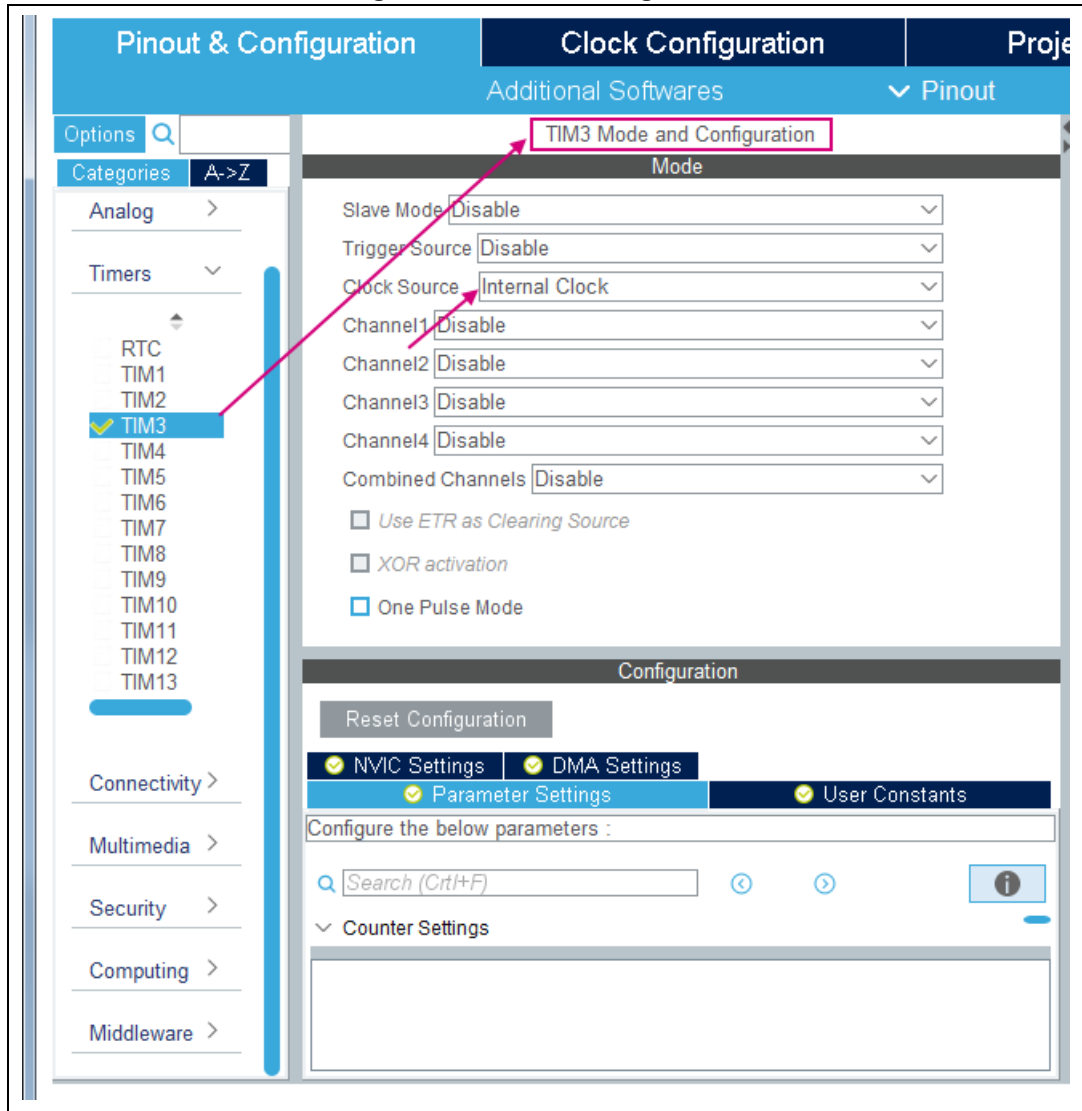 Pinout & Configuration
Clock Configuration
Proje
Additional Softwares
Pinout
Options
Categories
A->Z
Analog
Timers
RTC
TIM1
TIM2
TIM3
TIM4
TIM5
TIM6
TIM7
TIM8
TIM9
TIM10
TIM11
TIM12
TIM13
Connectivity
Multimedia
Security
Computing
Middleware
TIM3 Mode and Configuration
Mode
Slave Mode Disable
Trigger Source Disable
Clock Source Internal Clock
Channel1 Disable
Channel2 Disable
Channel3 Disable
Channel4 Disable
Combined Channels Disable
Use ETR as Clearing Source
XOR activation
One Pulse Mode
Configuration
Reset Configuration
NVIC Settings
DMA Settings
Parameter Settings
User Constants
Configure the below parameters :
Search (Crtl+F)
Counter Settings